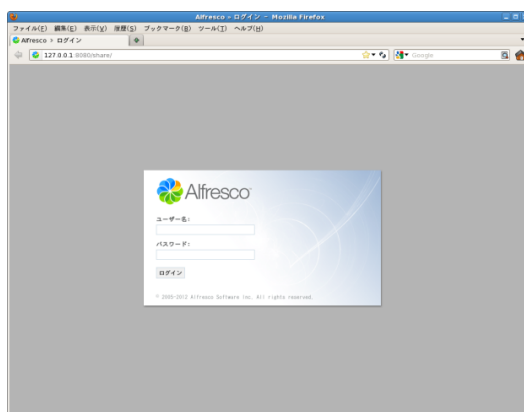 Alfresco » ログイン - Mozilla Firefox
ファイル(F) 編集(E) 表示(V) 履歴(S) ブックマーク(B) ツール(T) ヘルプ(H)
Alfresco » ログイン
127.0.0.1:8080/share/
Google
Alfresco
ユーザー名:
パスワード:
ログイン
© 2005-2012 Alfresco Software Inc. All rights reserved.